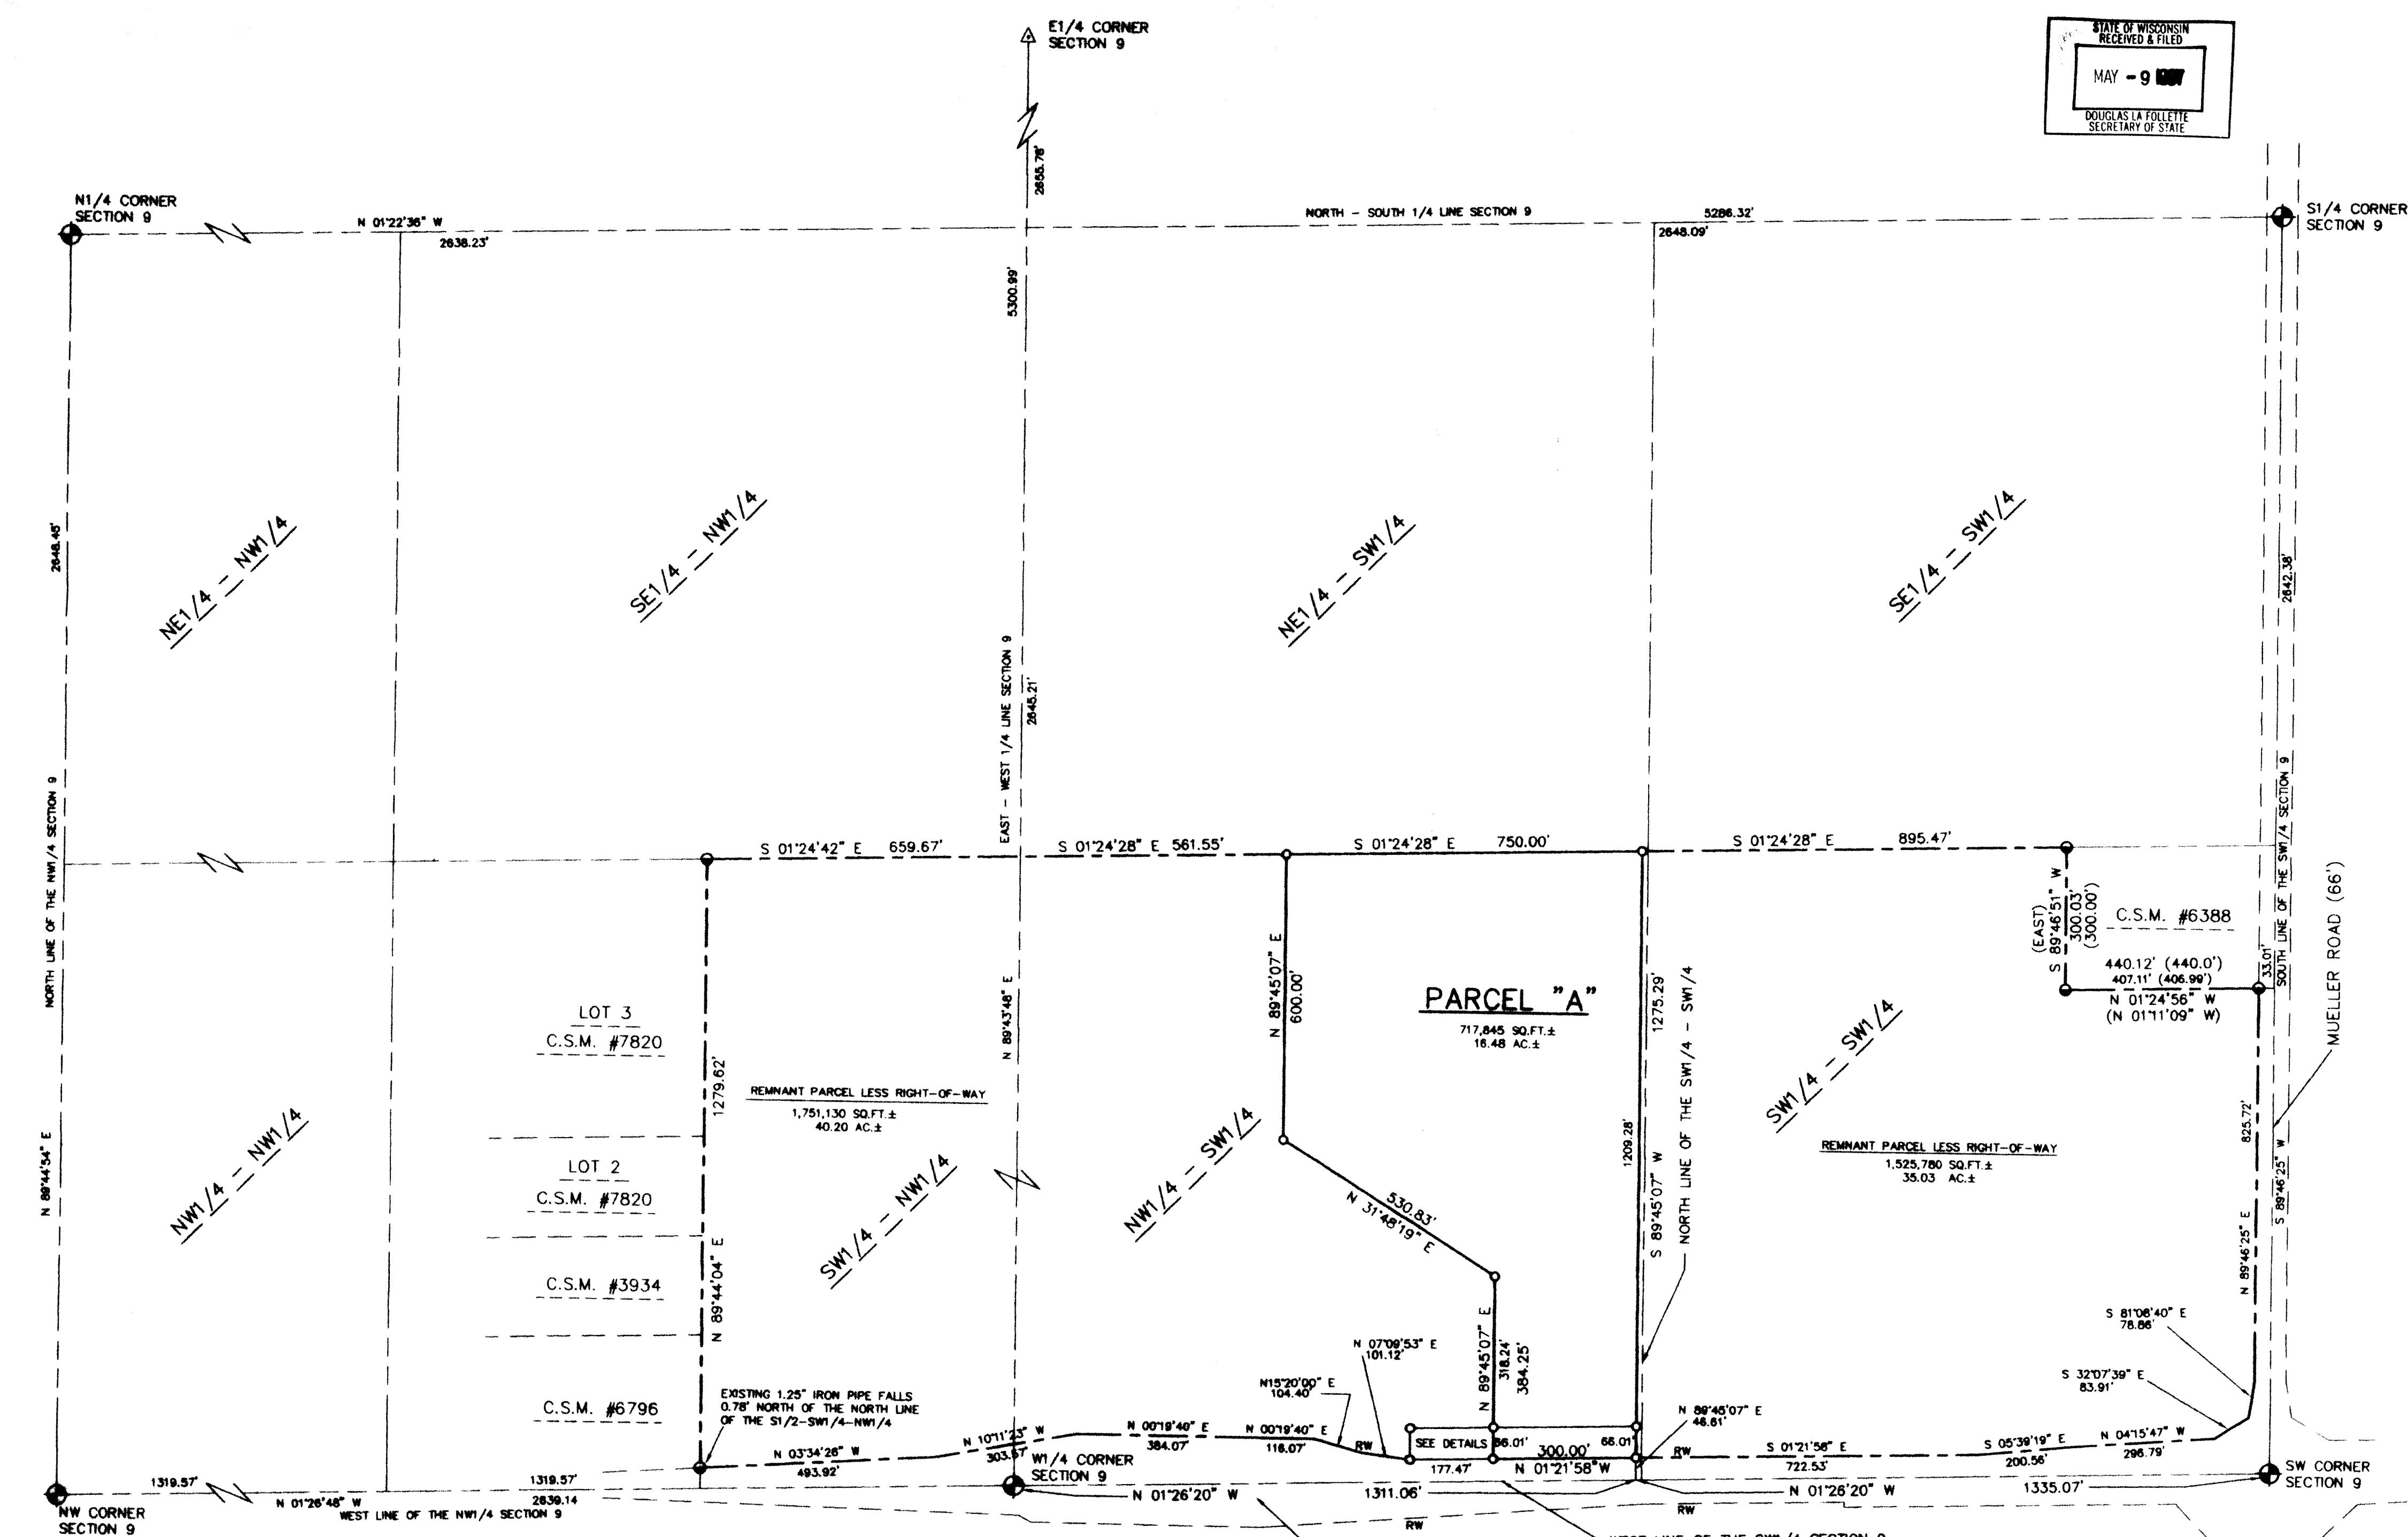 E1/4 CORNER
SECTION 9
STATE OF WISCONSIN
RECEIVED & FILED
MAY - 9 1997
DOUGLAS LA FOLLETTE
SECRETARY OF STATE
2655.78'
N1/4 CORNER
SECTION 9
N 01°22'36" W
2638.23'
NORTH - SOUTH 1/4 LINE SECTION 9
5286.32'
2648.09'
S1/4 CORNER
SECTION 9
5300.99'
2648.45'
NE1/4 - NW1/4
SE1/4 - NW1/4
NE1/4 - SW1/4
SE1/4 - SW1/4
2642.38'
EAST - WEST 1/4 LINE SECTION 9
2645.21'
NORTH LINE OF THE NW1/4 SECTION 9
SOUTH LINE OF THE SW1/4 SECTION 9
S 01°24'42" E 659.67'
S 01°24'28" E 561.55'
S 01°24'28" E 750.00'
S 01°24'28" E 895.47'
(EAST)
S 89°46'51" W
300.03'
(300.00')
C.S.M. #6388
33.01'
440.12' (440.0')
407.11' (406.99')
N 01°24'56" W
(N 01°11'09" W)
MUELLER ROAD (66')
N 89°45'07" E
600.00'
PARCEL "A"
717,845 SQ.FT.±
16.48 AC.±
1275.29'
NORTH LINE OF THE SW1/4 - SW1/4
LOT 3
C.S.M. #7820
N 89°43'48" E
1279.62'
REMNANT PARCEL LESS RIGHT-OF-WAY
1,751,130 SQ.FT.±
40.20 AC.±
SW1/4 - SW1/4
825.72'
REMNANT PARCEL LESS RIGHT-OF-WAY
1,525,780 SQ.FT.±
35.03 AC.±
N 89°44'54" E
NW1/4 - NW1/4
LOT 2
C.S.M. #7820
SW1/4 - NW1/4
NW1/4 - SW1/4
530.83'
N 31°48'19" E
1209.28'
S 89°45'07" W
S 89°46'25" W
N 89°46'25" E
C.S.M. #3934
N 89°44'04" E
N 89°45'07" E
318.24'
384.25'
N 07°09'53" E
101.12'
S 81°08'40" E
78.86'
S 32°07'39" E
83.91'
N15°20'00" E
104.40'
EXISTING 1.25" IRON PIPE FALLS
0.78' NORTH OF THE NORTH LINE
OF THE S1/2-SW1/4-NW1/4
C.S.M. #6796
N 89°45'07" E
46.61'
N 03°34'26" W
493.92'
N 10°11'23" W
303.67'
N 00°19'40" E
384.07'
N 00°19'40" E
116.07'
RW
SEE DETAILS
66.01'
300.00'
66.01'
177.47'
N 01°21'58"W
RW
S 01°21'58" E
722.53'
S 05°39'19" E
200.56'
N 04°15'47" W
296.79'
W1/4 CORNER
SECTION 9
SW CORNER
SECTION 9
1319.57'
N 01°26'48" W
1319.57'
2639.14
WEST LINE OF THE NW1/4 SECTION 9
N 01°26'20" W
1311.06'
N 01°26'20" W
1335.07'
NW CORNER
SECTION 9
RW
RW
WEST LINE OF THE SW1/4 SECTION 9